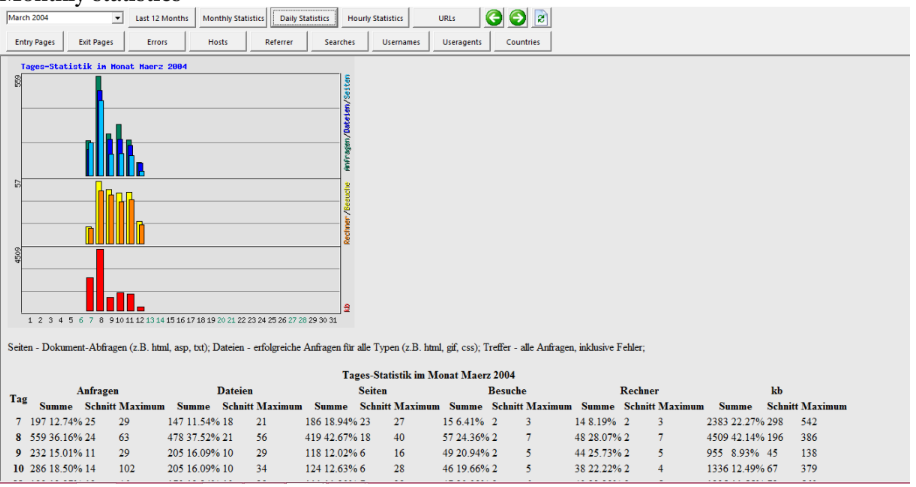 Monthly statistics
March 2004 Last 12 Months Monthly Statistics Daily Statistics Hourly Statistics URLs
Entry Pages Exit Pages Errors Hosts Referrer Searches Usernames Useragents Countries
Tages-Statistik im Monat Maerz 2004
559
Anfragen/Dateien/Seiten
57
Rechner/Besuche
4509
kb
1 2 3 4 5 6 7 8 9 10 11 12 13 14 15 16 17 18 19 20 21 22 23 24 25 26 27 28 29 30 31
Seiten - Dokument-Abfragen (z.B. html, asp, txt); Dateien - erfolgreiche Anfragen für alle Typen (z.B. html, gif, css); Treffer - alle Anfragen, inklusive Fehler;
Tages-Statistik im Monat Maerz 2004
Tag Anfragen Dateien Seiten Besuche Rechner kb
Summe Schnitt Maximum Summe Schnitt Maximum Summe Schnitt Maximum Summe Schnitt Maximum Summe Schnitt Maximum Summe Schnitt Maximum
7 197 12.74% 25 29 147 11.54% 18 21 186 18.94% 23 27 15 6.41% 2 3 14 8.19% 2 3 2383 22.27% 298 542
8 559 36.16% 24 63 478 37.52% 21 56 419 42.67% 18 40 57 24.36% 2 7 48 28.07% 2 7 4509 42.14% 196 386
9 232 15.01% 11 29 205 16.09% 10 29 118 12.02% 6 16 49 20.94% 2 5 44 25.73% 2 5 955 8.93% 45 138
10 286 18.50% 14 102 205 16.09% 10 34 124 12.63% 6 28 46 19.66% 2 5 38 22.22% 2 4 1336 12.49% 67 379